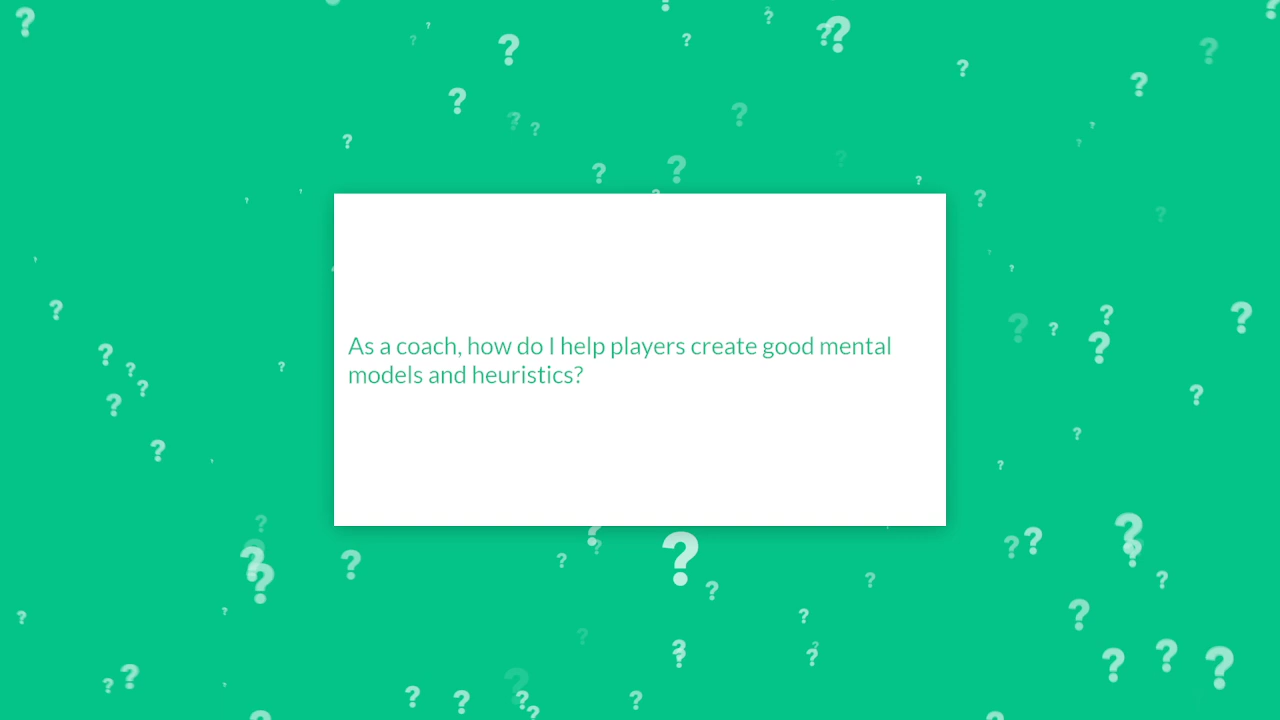 As a coach, how do I help players create good mental
models and heuristics?